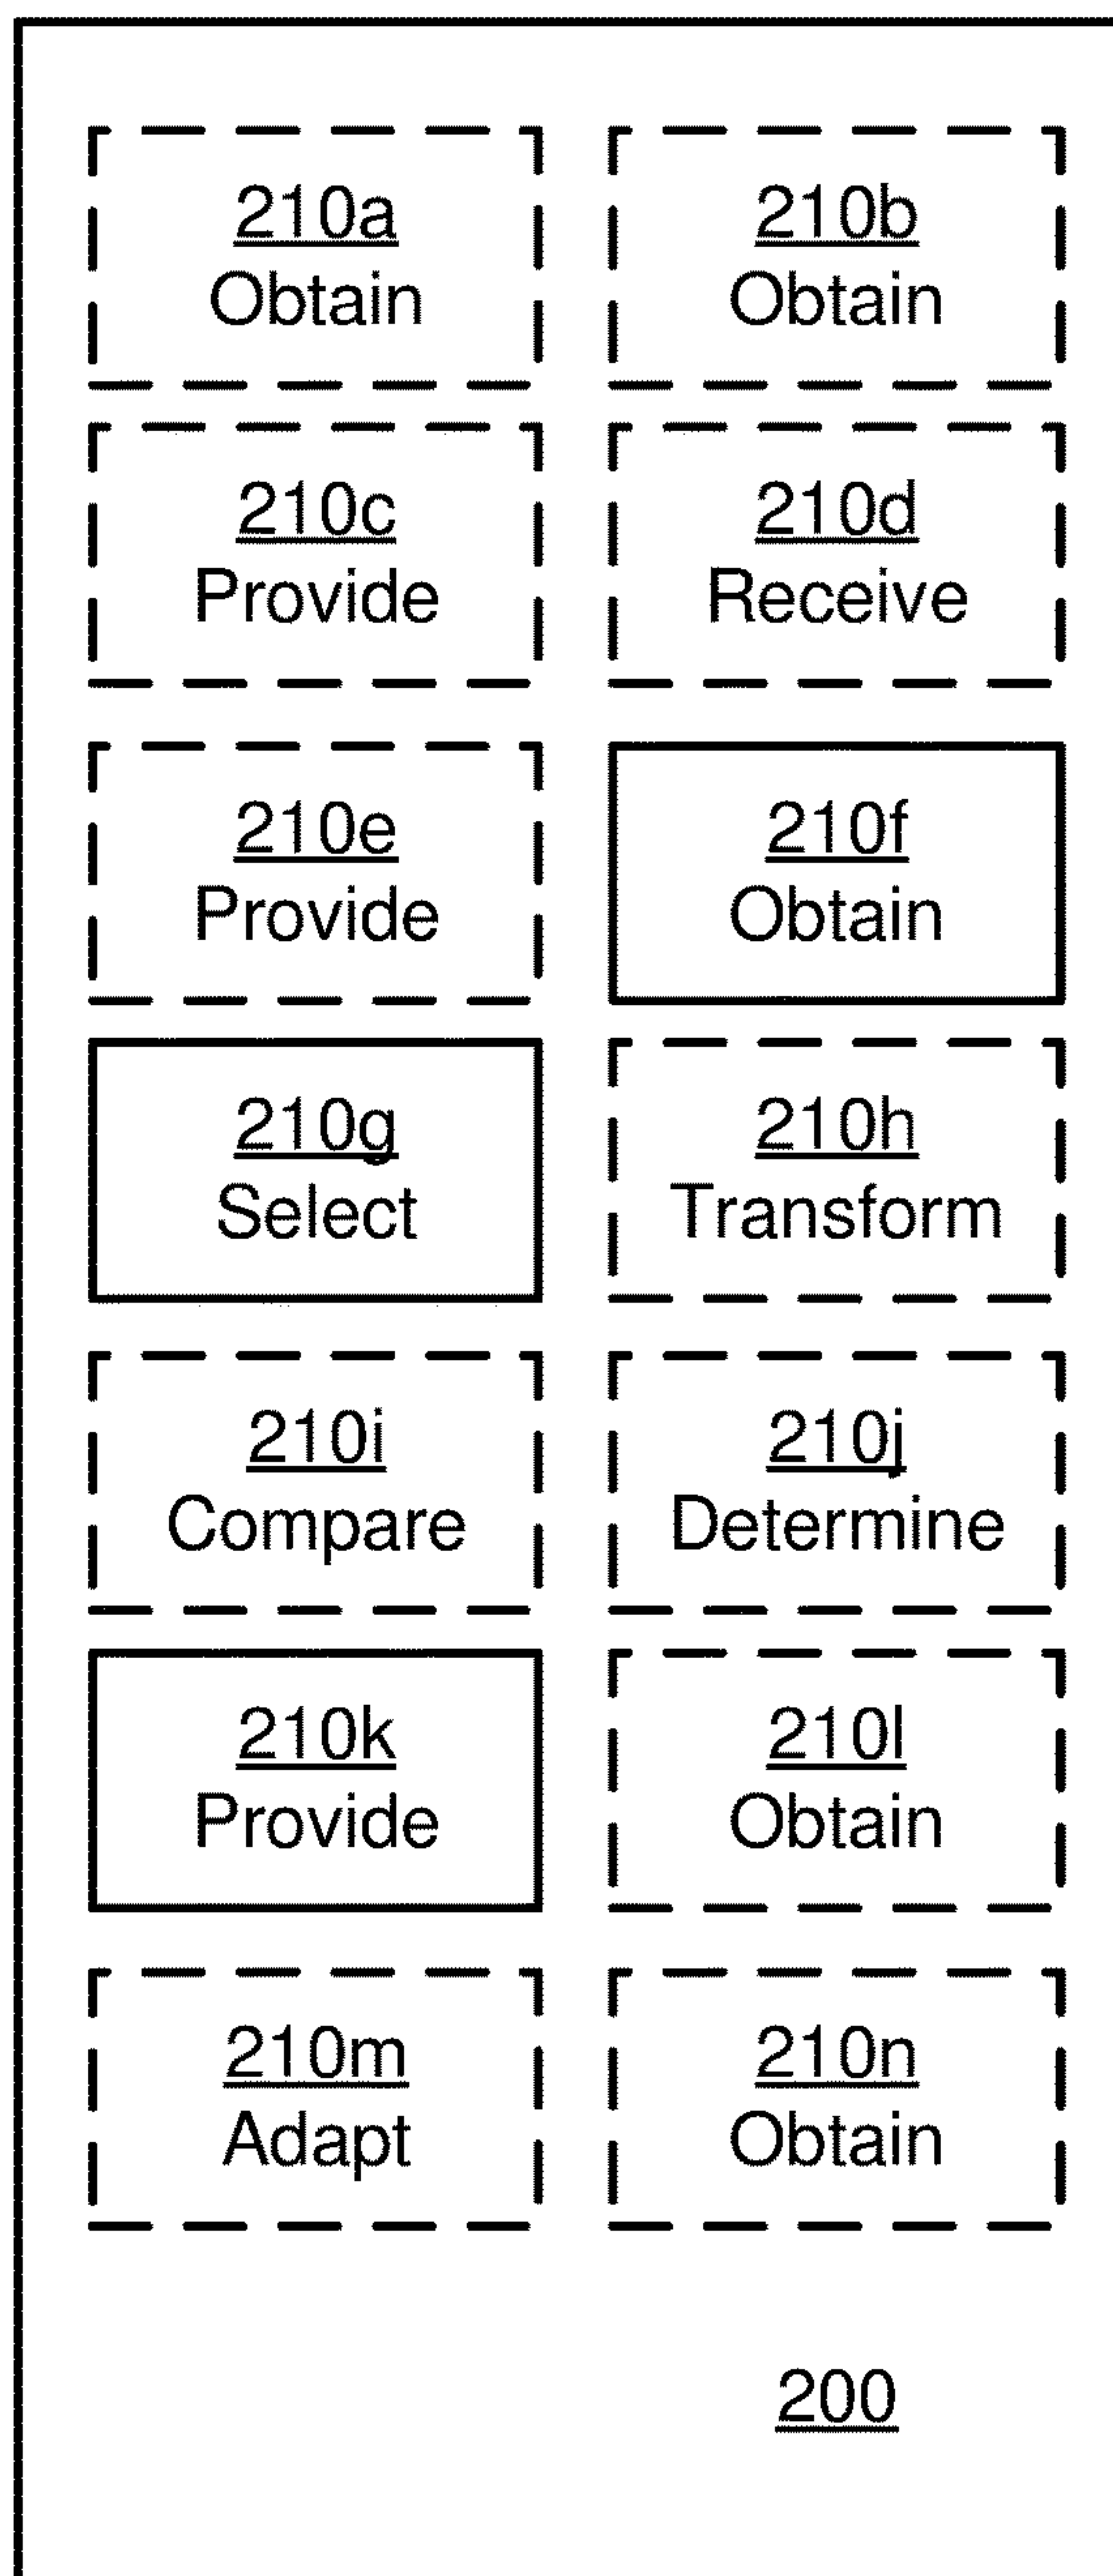 210a
Obtain
210b
Obtain
210c
Provide
210d
Receive
210e
Provide
210f
Obtain
210g
Select
210h
Transform
210i
Compare
210j
Determine
210k
Provide
210l
Obtain
210m
Adapt
210n
Obtain
200